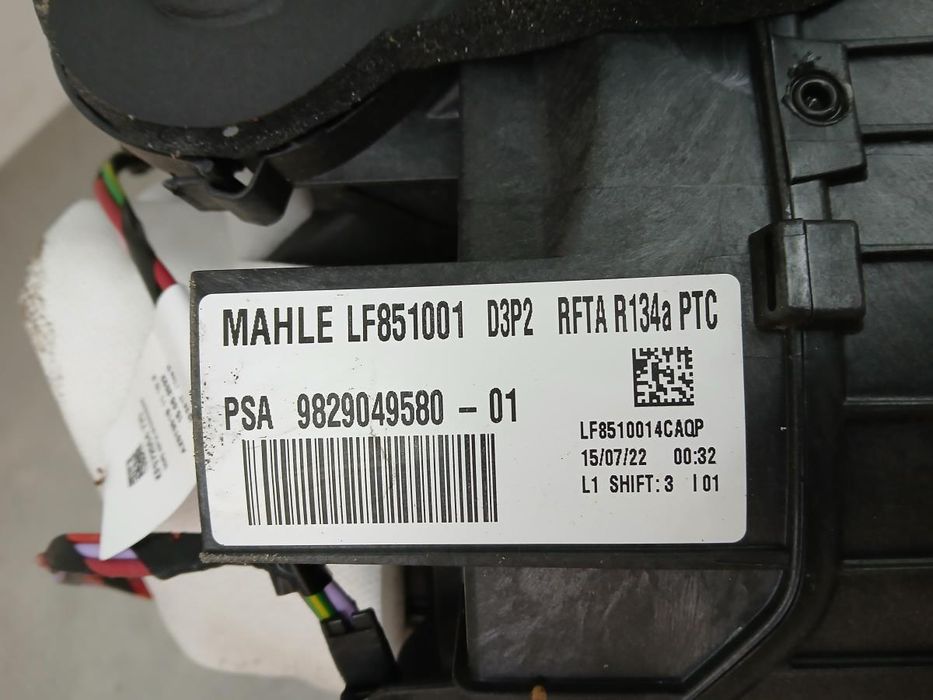 MAHLE LF851001 D3P2 RFTA R134a PTC
PSA 9829049580 - 01
LF8510014CAQP
15/07/22 00:32
L1 SHIFT: 3 I 01